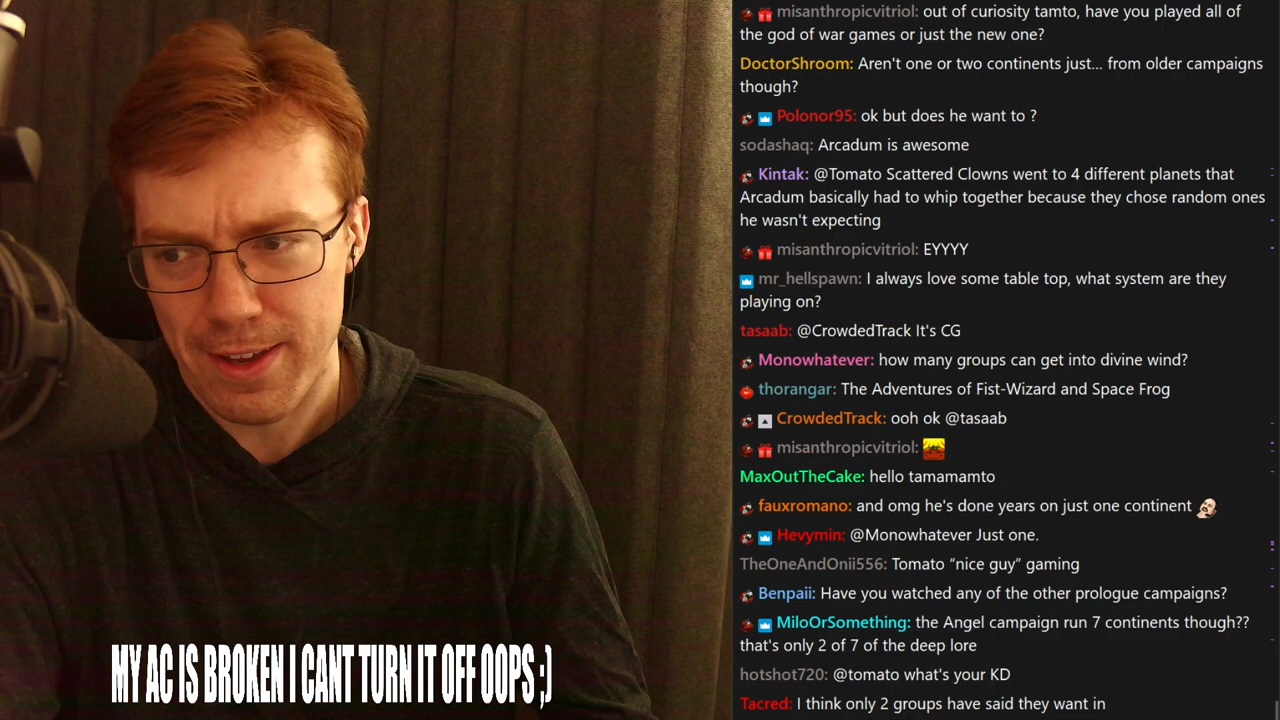 misanthropicvitriol: out of curiosity tamto, have you played all of
the god of war games or just the new one?
DoctorShroom: Aren't one or two continents just... from older campaigns
though?
Polonor95: ok but does he want to ?
sodashaq: Arcadum is awesome
Kintak: @Tomato Scattered Clowns went to 4 different planets that
Arcadum basically had to whip together because they chose random ones
he wasn't expecting
misanthropicvitriol: EYYYY
mr_hellspawn: I always love some table top, what system are they
playing on?
tasaab: @CrowdedTrack It's CG
Monowhatever: how many groups can get into divine wind?
thorangar: The Adventures of Fist-Wizard and Space Frog
CrowdedTrack: ooh ok @tasaab
misanthropicvitriol:
MaxOutTheCake: hello tamamamto
fauxromano: and omg he's done years on just one continent
Hevymin: @Monowhatever Just one.
TheOneAndOnii556: Tomato “nice guy” gaming
Benpaii: Have you watched any of the other prologue campaigns?
MiloOrSomething: the Angel campaign run 7 continents though??
that's only 2 of 7 of the deep lore
hotshot720: @tomato what's your KD
Tacred: I think only 2 groups have said they want in
MY AC IS BROKEN I CANT TURN IT OFF OOPS ;)